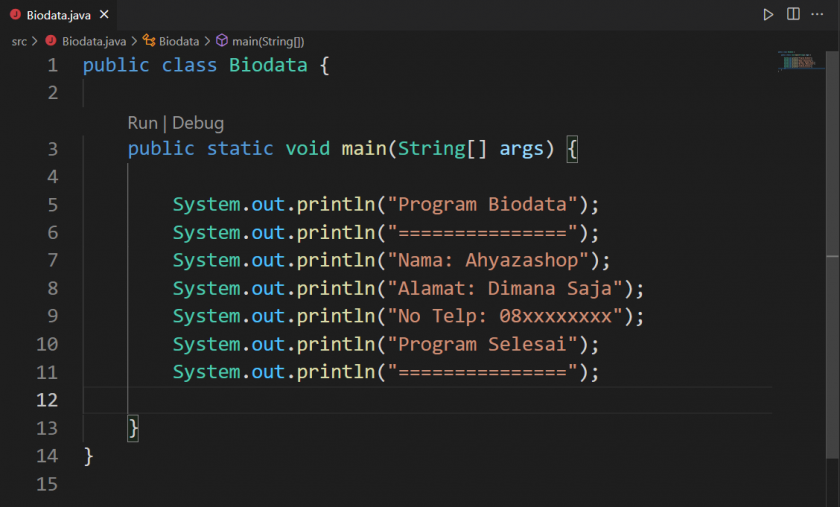 Biodata.java
src > Biodata.java > Biodata > main(String[])
1 public class Biodata {
2
Run | Debug
3 public static void main(String[] args) {
4
5 System.out.println("Program Biodata");
6 System.out.println("===============");
7 System.out.println("Nama: Ahyazashop");
8 System.out.println("Alamat: Dimana Saja");
9 System.out.println("No Telp: 08xxxxxxxx");
10 System.out.println("Program Selesai");
11 System.out.println("===============");
12
13 }
14 }
15